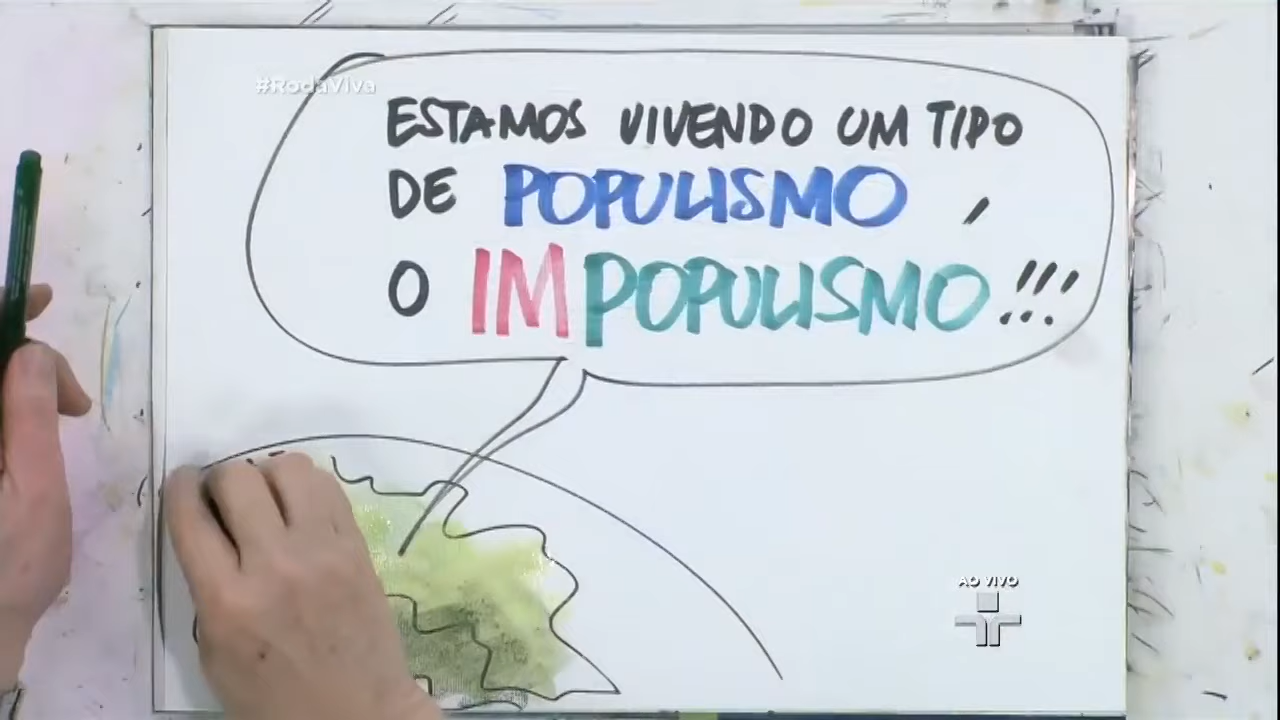 #RodaViva
ESTAMOS VIVENDO UM TIPO
DE POPULISMO,
O IMPOPULISMO!!!
AO VIVO